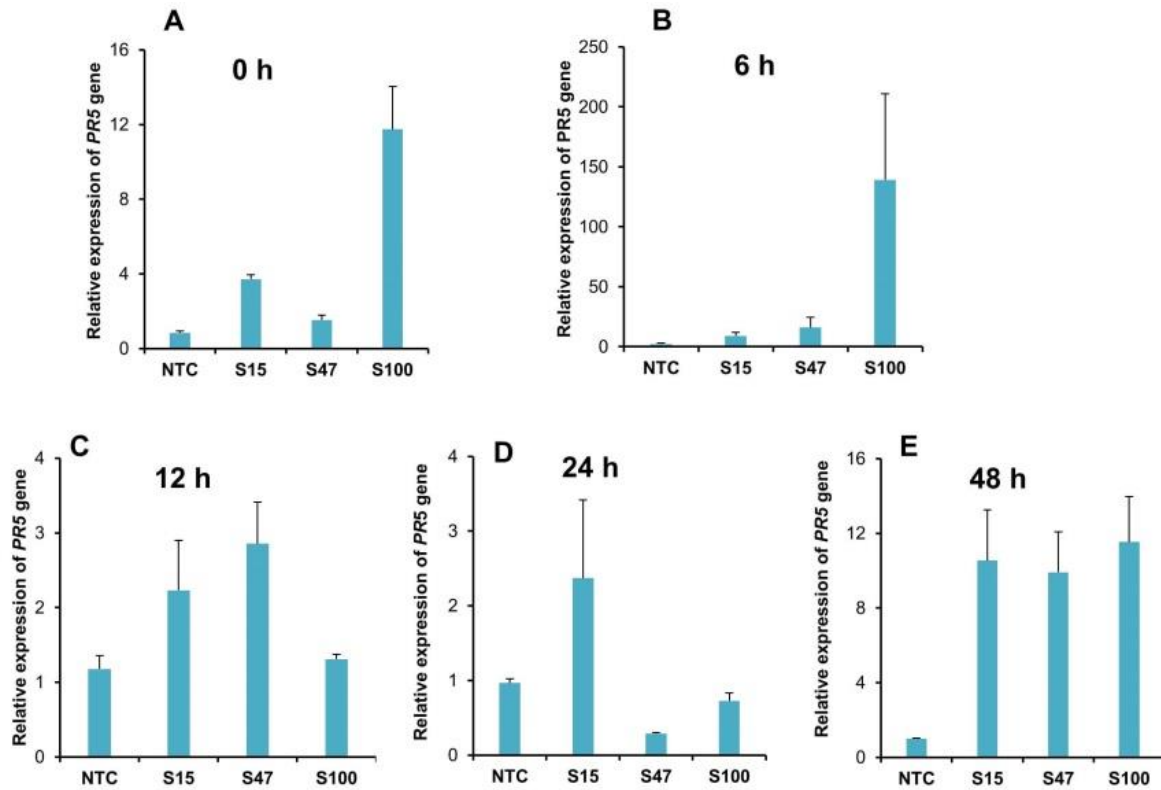 A
0 h
Relative expression of PR5 gene
16
12
8
4
0
NTC S15 S47 S100
B
6 h
Relative expression of PR5 gene
250
200
150
100
50
0
NTC S15 S47 S100
C
12 h
Relative expression of PR5 gene
4
3
2
1
0
NTC S15 S47 S100
D
24 h
Relative expression of PR5 gene
4
3
2
1
0
NTC S15 S47 S100
E
48 h
Relative expression of PR5 gene
16
12
8
4
0
NTC S15 S47 S100